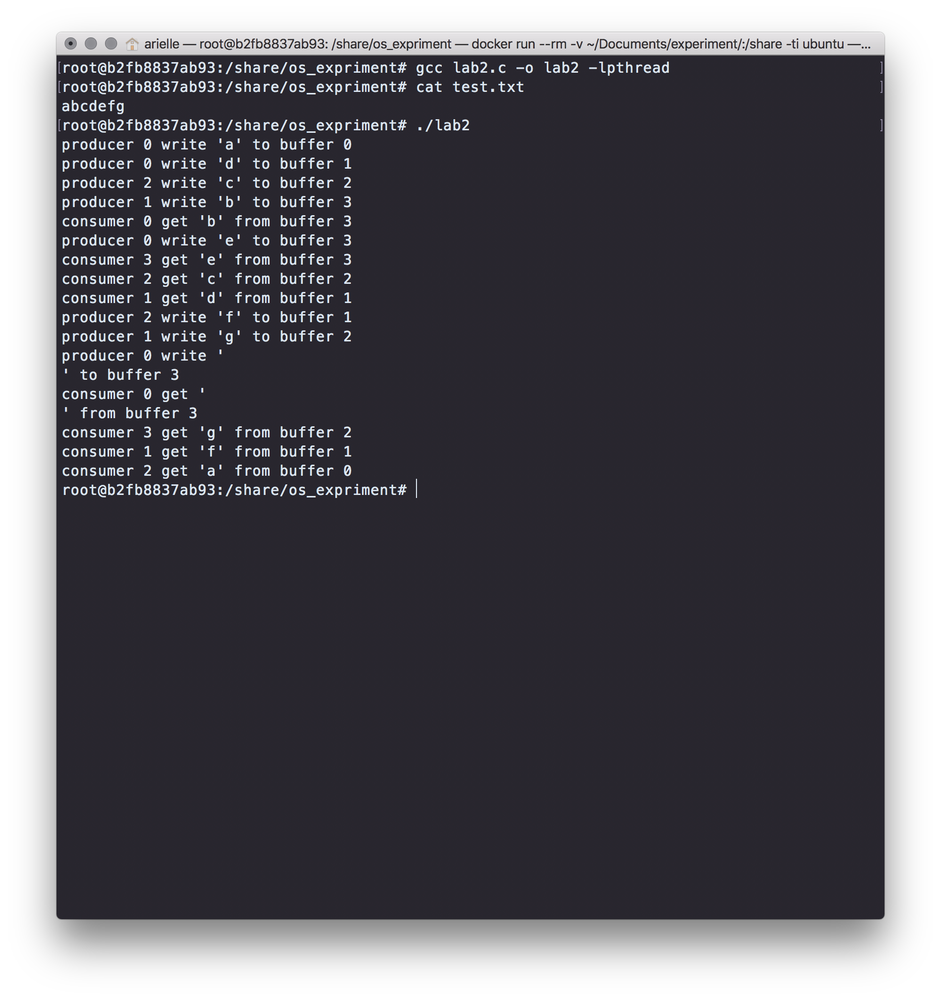 arielle — root@b2fb8837ab93: /share/os_expriment — docker run --rm -v ~/Documents/experiment/:/share -ti ubuntu —...
[root@b2fb8837ab93:/share/os_expriment# gcc lab2.c -o lab2 -lpthread ]
[root@b2fb8837ab93:/share/os_expriment# cat test.txt ]
abcdefg
[root@b2fb8837ab93:/share/os_expriment# ./lab2 ]
producer 0 write 'a' to buffer 0
producer 0 write 'd' to buffer 1
producer 2 write 'c' to buffer 2
producer 1 write 'b' to buffer 3
consumer 0 get 'b' from buffer 3
producer 0 write 'e' to buffer 3
consumer 3 get 'e' from buffer 3
consumer 2 get 'c' from buffer 2
consumer 1 get 'd' from buffer 1
producer 2 write 'f' to buffer 1
producer 1 write 'g' to buffer 2
producer 0 write '
' to buffer 3
consumer 0 get '
' from buffer 3
consumer 3 get 'g' from buffer 2
consumer 1 get 'f' from buffer 1
consumer 2 get 'a' from buffer 0
root@b2fb8837ab93:/share/os_expriment#